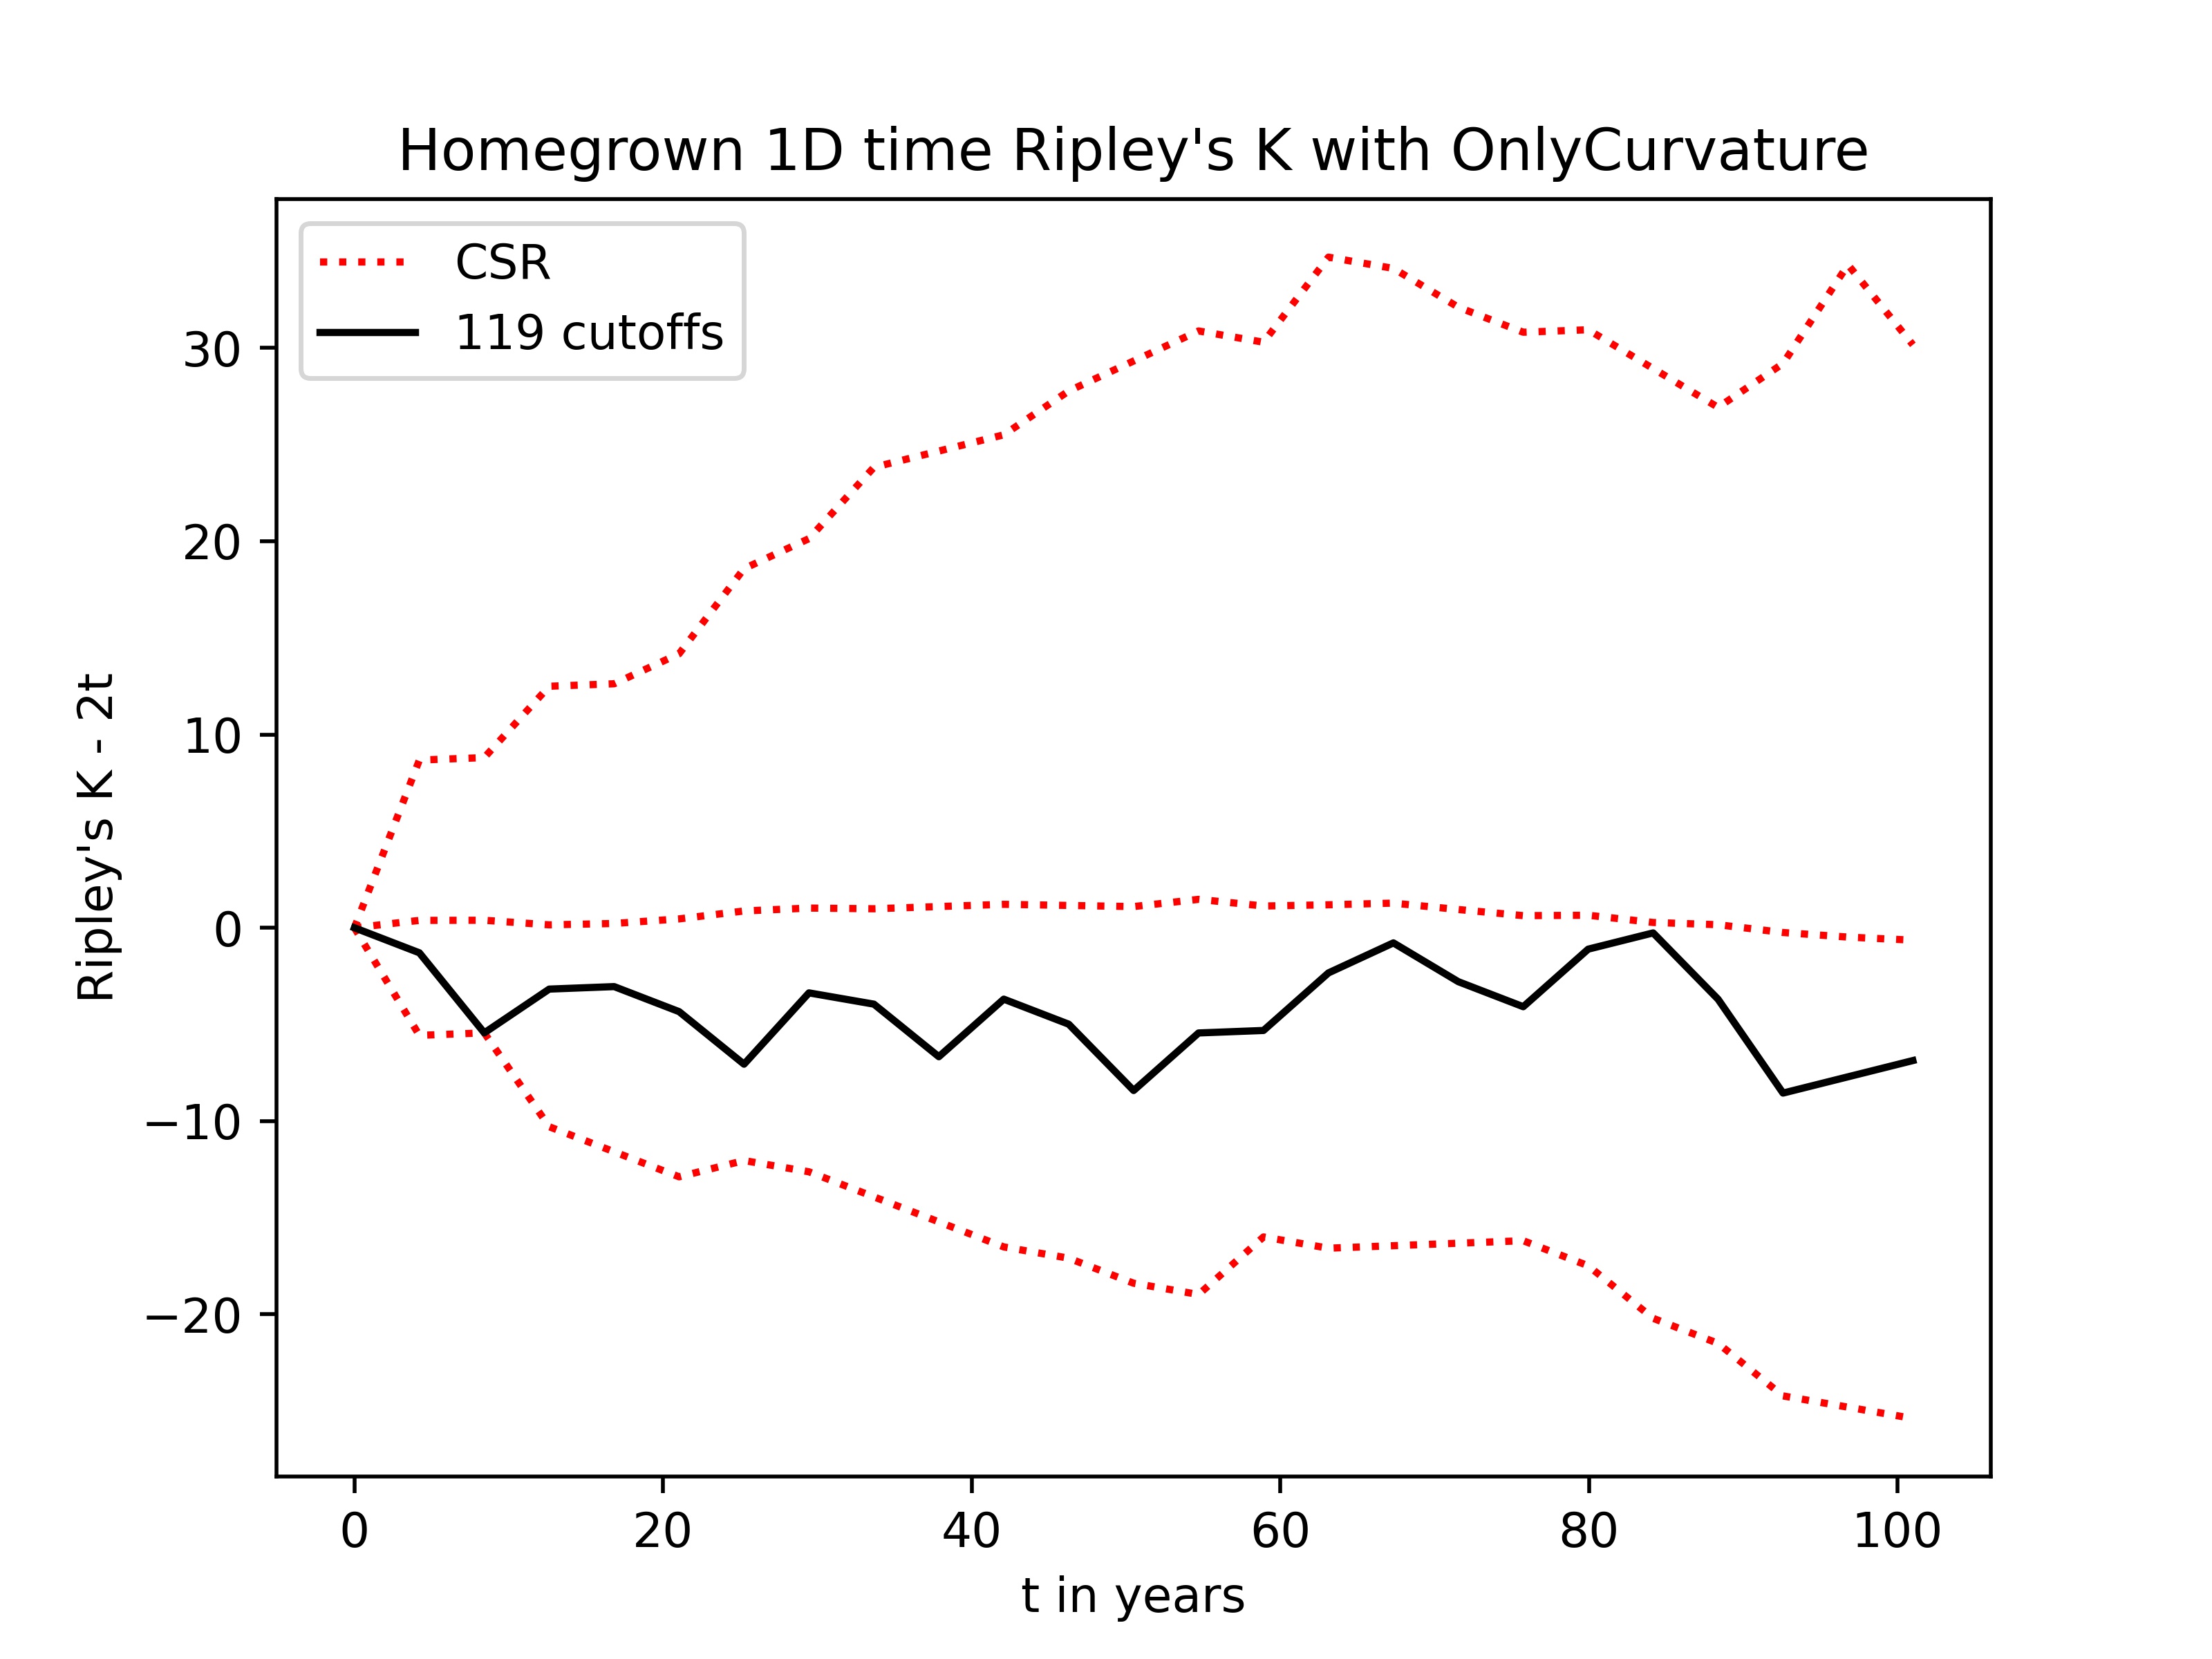 Homegrown 1D time Ripley's K with OnlyCurvature
CSR
119 cutoffs
Ripley's K - 2t
30
20
10
0
−10
−20
0 20 40 60 80 100
t in years